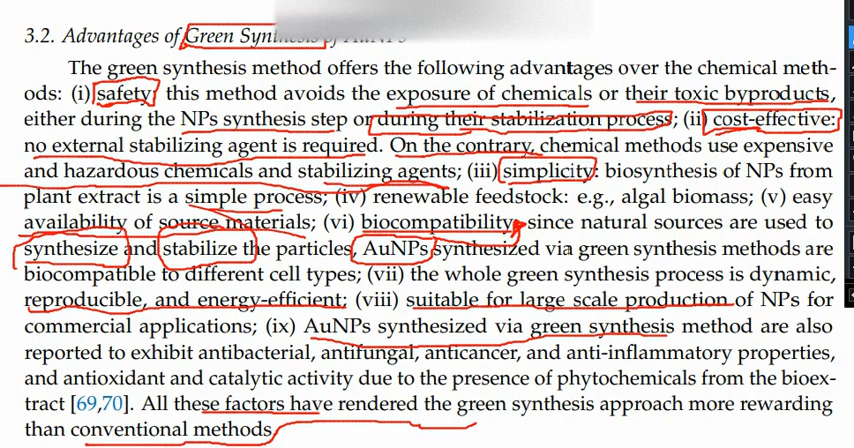 3.2. Advantages of Green Synthesis of AuNPs
The green synthesis method offers the following advantages over the chemical meth-
ods: (i) safety: this method avoids the exposure of chemicals or their toxic byproducts,
either during the NPs synthesis step or during their stabilization process; (ii) cost-effective:
no external stabilizing agent is required. On the contrary, chemical methods use expensive
and hazardous chemicals and stabilizing agents; (iii) simplicity: biosynthesis of NPs from
plant extract is a simple process; (iv) renewable feedstock: e.g., algal biomass; (v) easy
availability of source materials; (vi) biocompatibility: since natural sources are used to
synthesize and stabilize the particles, AuNPs synthesized via green synthesis methods are
biocompatible to different cell types; (vii) the whole green synthesis process is dynamic,
reproducible, and energy-efficient; (viii) suitable for large scale production of NPs for
commercial applications; (ix) AuNPs synthesized via green synthesis method are also
reported to exhibit antibacterial, antifungal, anticancer, and anti-inflammatory properties,
and antioxidant and catalytic activity due to the presence of phytochemicals from the bioex-
tract [69,70]. All these factors have rendered the green synthesis approach more rewarding
than conventional methods.